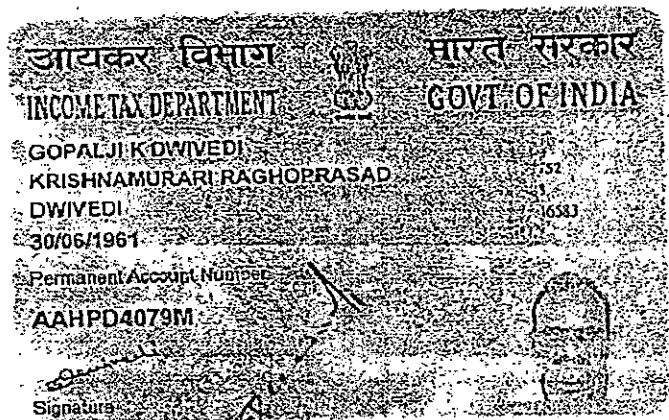 आयकर विभाग भारत सरकार
INCOME TAX DEPARTMENT GOVT. OF INDIA
GOPALJI K DWIVEDI
KRISHNAMURARI RAGHOPRASAD
DWIVEDI
30/06/1961
Permanent Account Number
AAHPD4079M
Signature